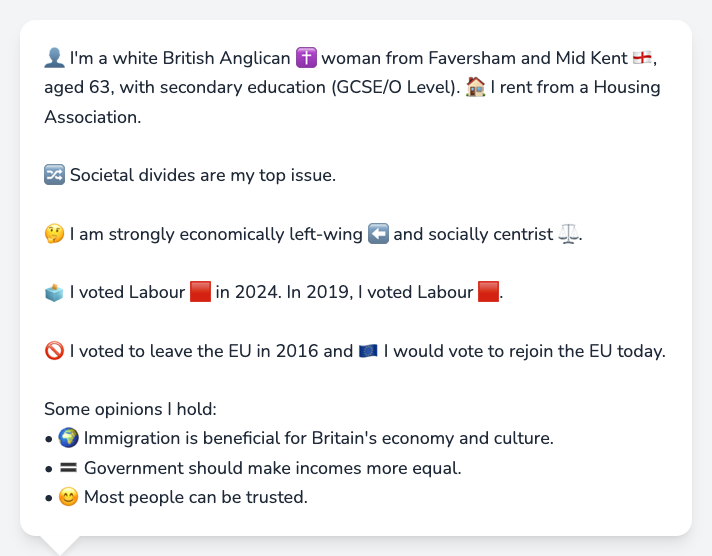 👤 I'm a white British Anglican ✝️ woman from Faversham and Mid Kent 🏴󠁧󠁢󠁥󠁮󠁧󠁿,
aged 63, with secondary education (GCSE/O Level). 🏠 I rent from a Housing
Association.
🔀 Societal divides are my top issue.
🤔 I am strongly economically left-wing ⬅️ and socially centrist ⚖️.
🗳️ I voted Labour 🟥 in 2024. In 2019, I voted Labour 🟥.
🚫 I voted to leave the EU in 2016 and 🇪🇺 I would vote to rejoin the EU today.
Some opinions I hold:
• 🌍 Immigration is beneficial for Britain's economy and culture.
• 🟰 Government should make incomes more equal.
• 😊 Most people can be trusted.